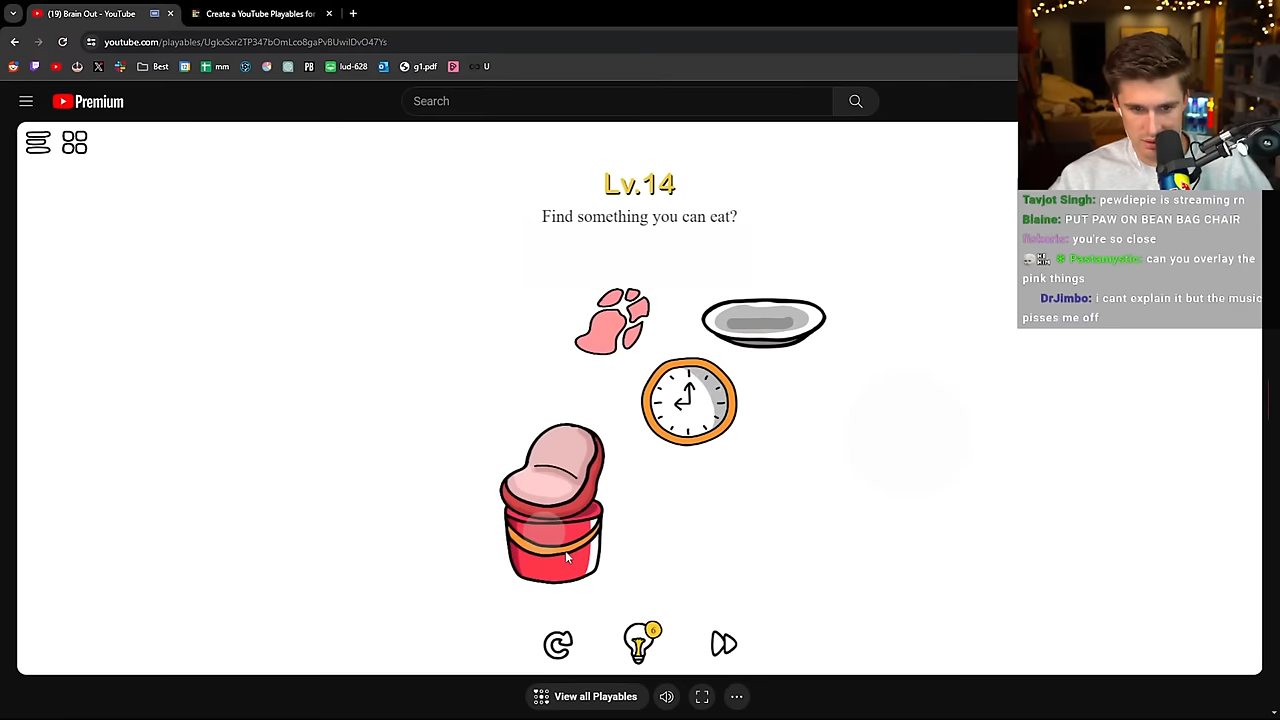 (19) Brain Out - YouTube
Create a YouTube Playables for
youtube.com/playables/UgkxSxr2TP347bOmLco8gaPvBUwilDvO47Ys
Best
mm
PB
lud-628
g1.pdf
U
Premium
Search
Lv.14
Find something you can eat?
6
View all Playables
Tavjot Singh: pewdiepie is streaming rn
Blaine: PUT PAW ON BEAN BAG CHAIR
you're so close
Pastamystic: can you overlay the
pink things
DrJimbo: i cant explain it but the music
pisses me off